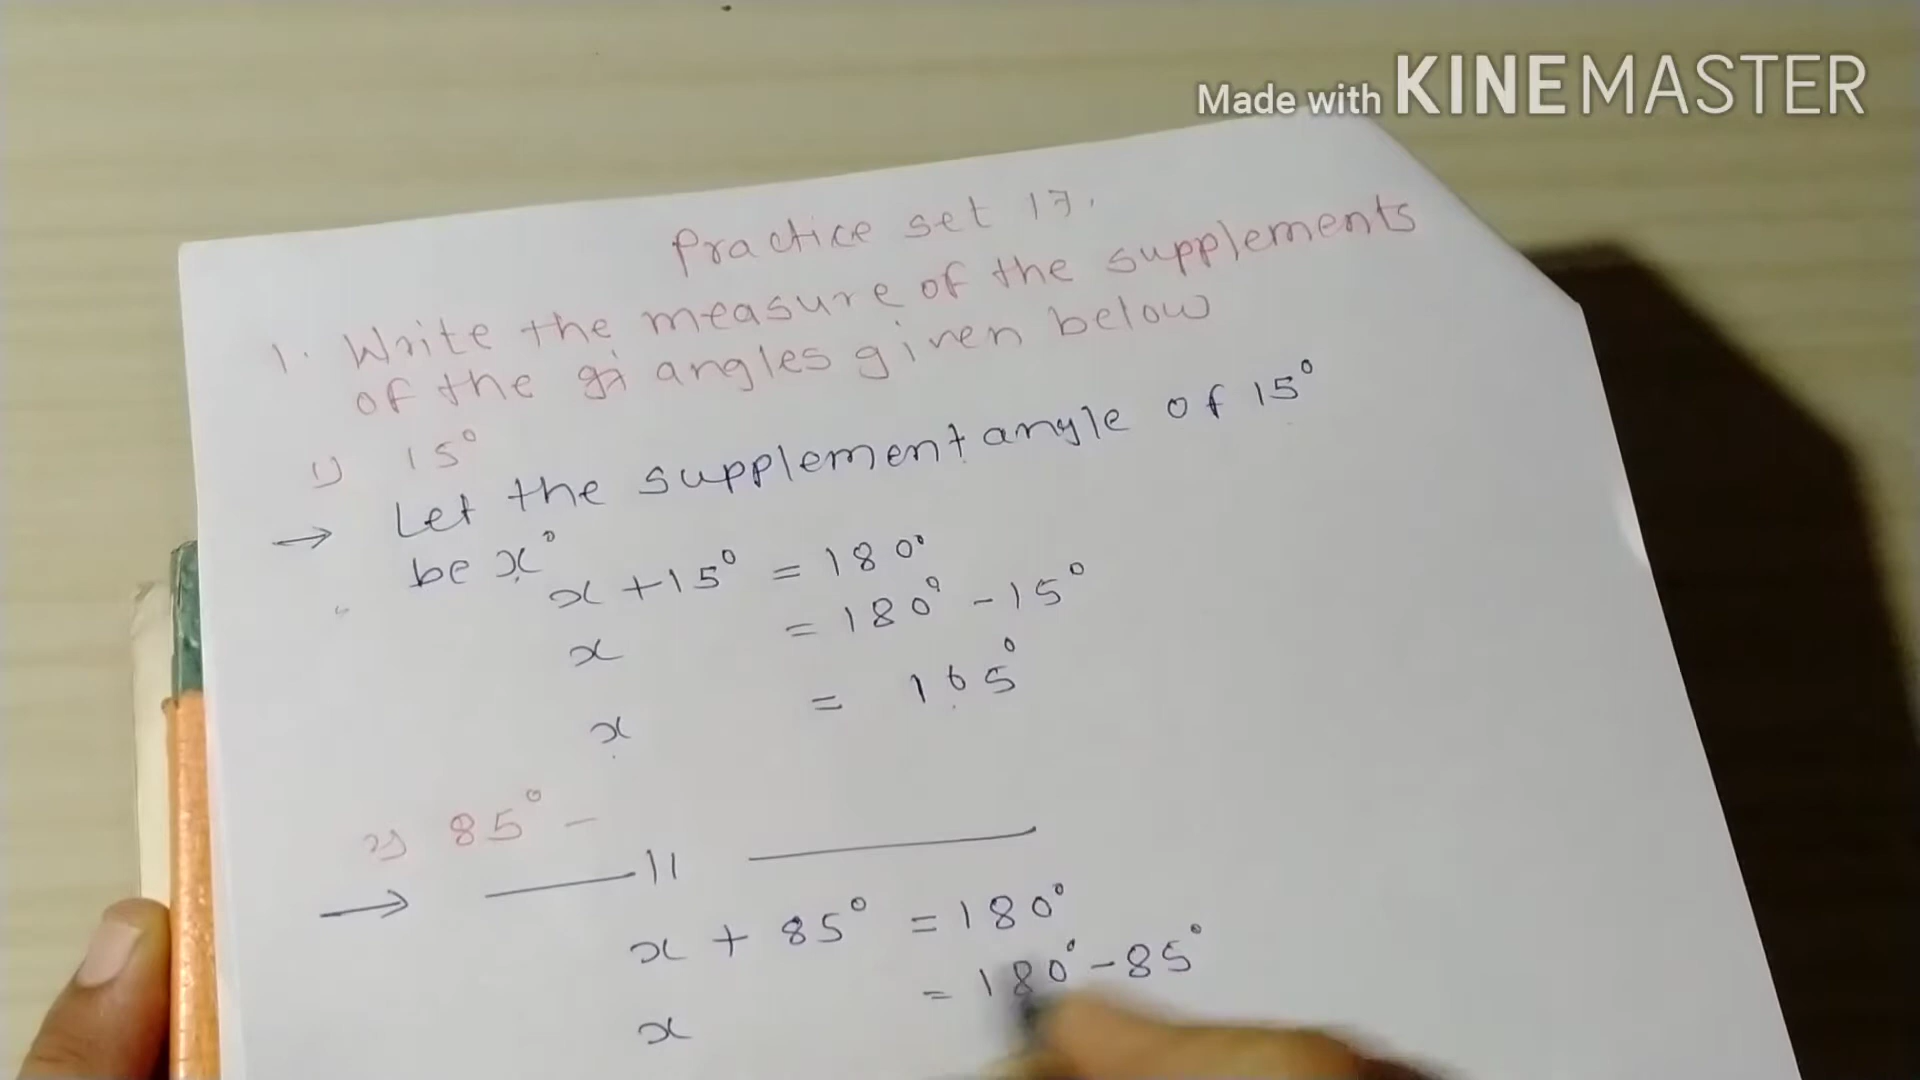 Made with KINEMASTER
Practice set 17.
1. Write the measure of the supplements
of the angles given below
1) 15°
→ Let the supplement angle of 15°
be x°
x + 15° = 180°
x = 180° - 15°
x = 165°
2) 85° -
→ ——— 11 ———
x + 85° = 180°
x = 180° - 85°